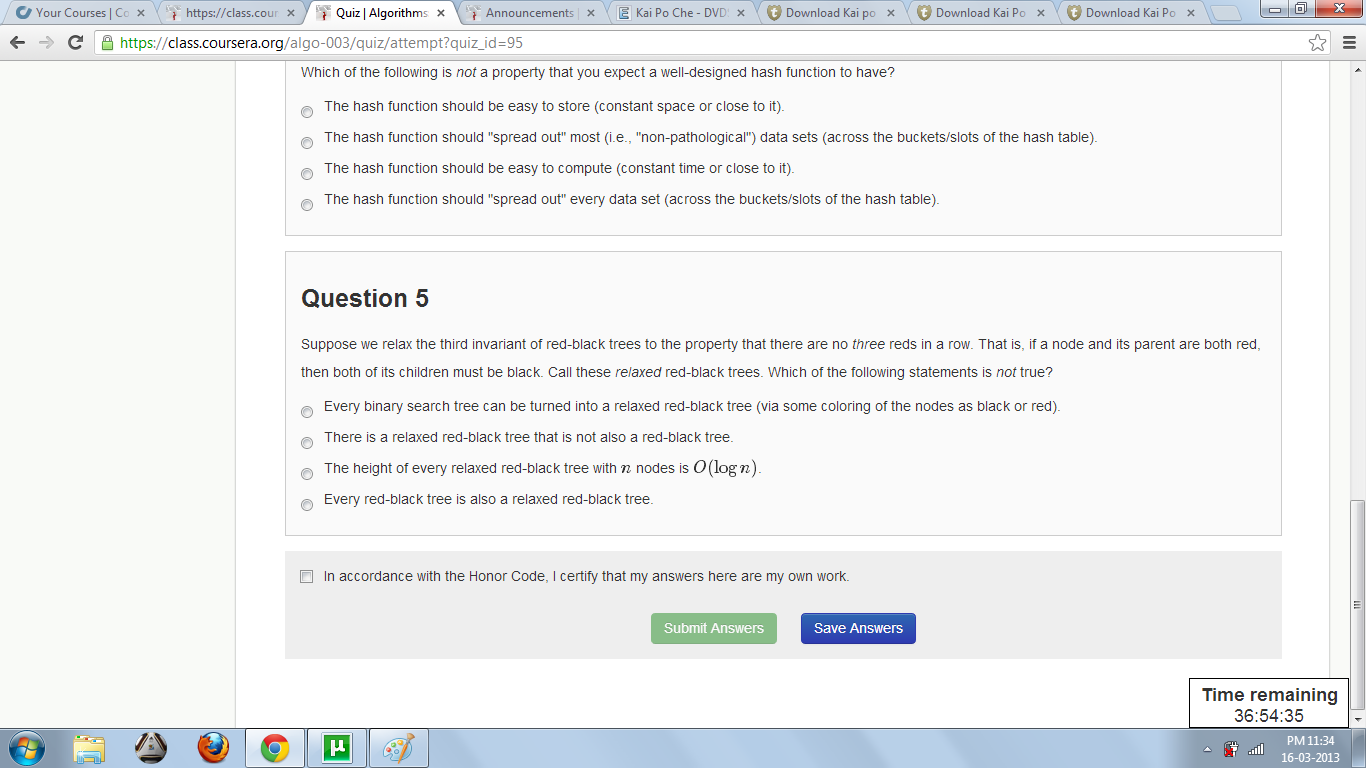 Your Courses | Co
https://class.cour
Quiz | Algorithms
Announcements |
Kai Po Che - DVD
Download Kai po
Download Kai Po
Download Kai Po
https://class.coursera.org/algo-003/quiz/attempt?quiz_id=95
Which of the following is not a property that you expect a well-designed hash function to have?
The hash function should be easy to store (constant space or close to it).
The hash function should "spread out" most (i.e., "non-pathological") data sets (across the buckets/slots of the hash table).
The hash function should be easy to compute (constant time or close to it).
The hash function should "spread out" every data set (across the buckets/slots of the hash table).
Question 5
Suppose we relax the third invariant of red-black trees to the property that there are no three reds in a row. That is, if a node and its parent are both red,
then both of its children must be black. Call these relaxed red-black trees. Which of the following statements is not true?
Every binary search tree can be turned into a relaxed red-black tree (via some coloring of the nodes as black or red).
There is a relaxed red-black tree that is not also a red-black tree.
The height of every relaxed red-black tree with n nodes is O(log n).
Every red-black tree is also a relaxed red-black tree.
In accordance with the Honor Code, I certify that my answers here are my own work.
Submit Answers
Save Answers
Time remaining
36:54:35
µ
PM 11:34
16-03-2013